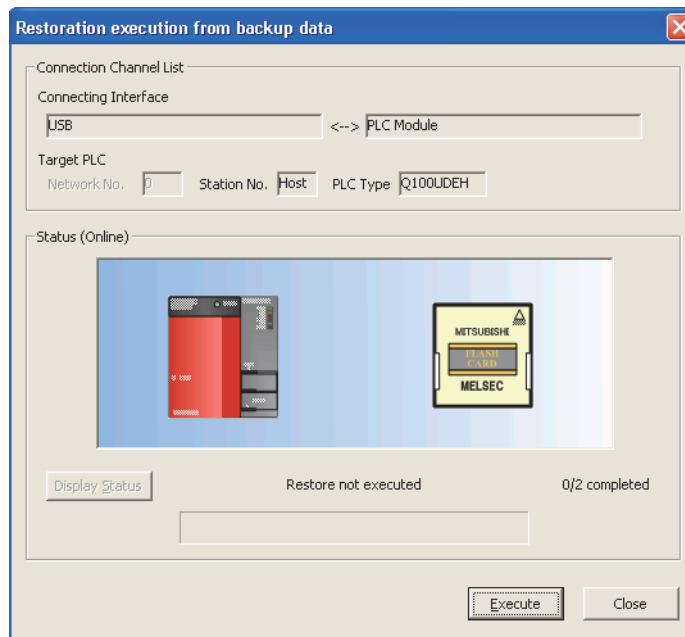 Restoration execution from backup data
Connection Channel List
Connecting Interface
USB <--> PLC Module
Target PLC
Network No. 0 Station No. Host PLC Type Q100UDEH
Status (Online)
MITSUBISHI
FLASH
CARD
MELSEC
Display Status Restore not executed 0/2 completed
Execute Close